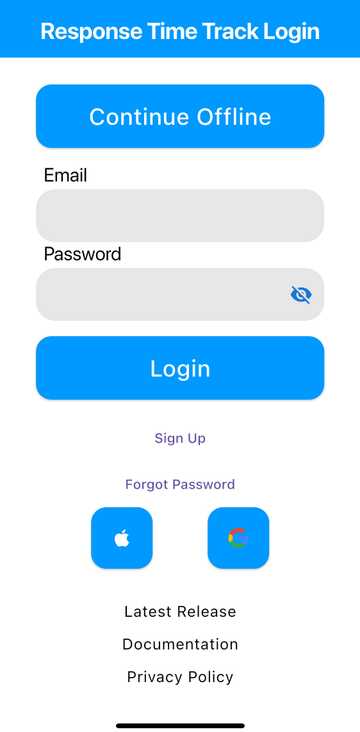 Response Time Track Login
Continue Offline
Email
Password
Login
Sign Up
Forgot Password
Latest Release
Documentation
Privacy Policy